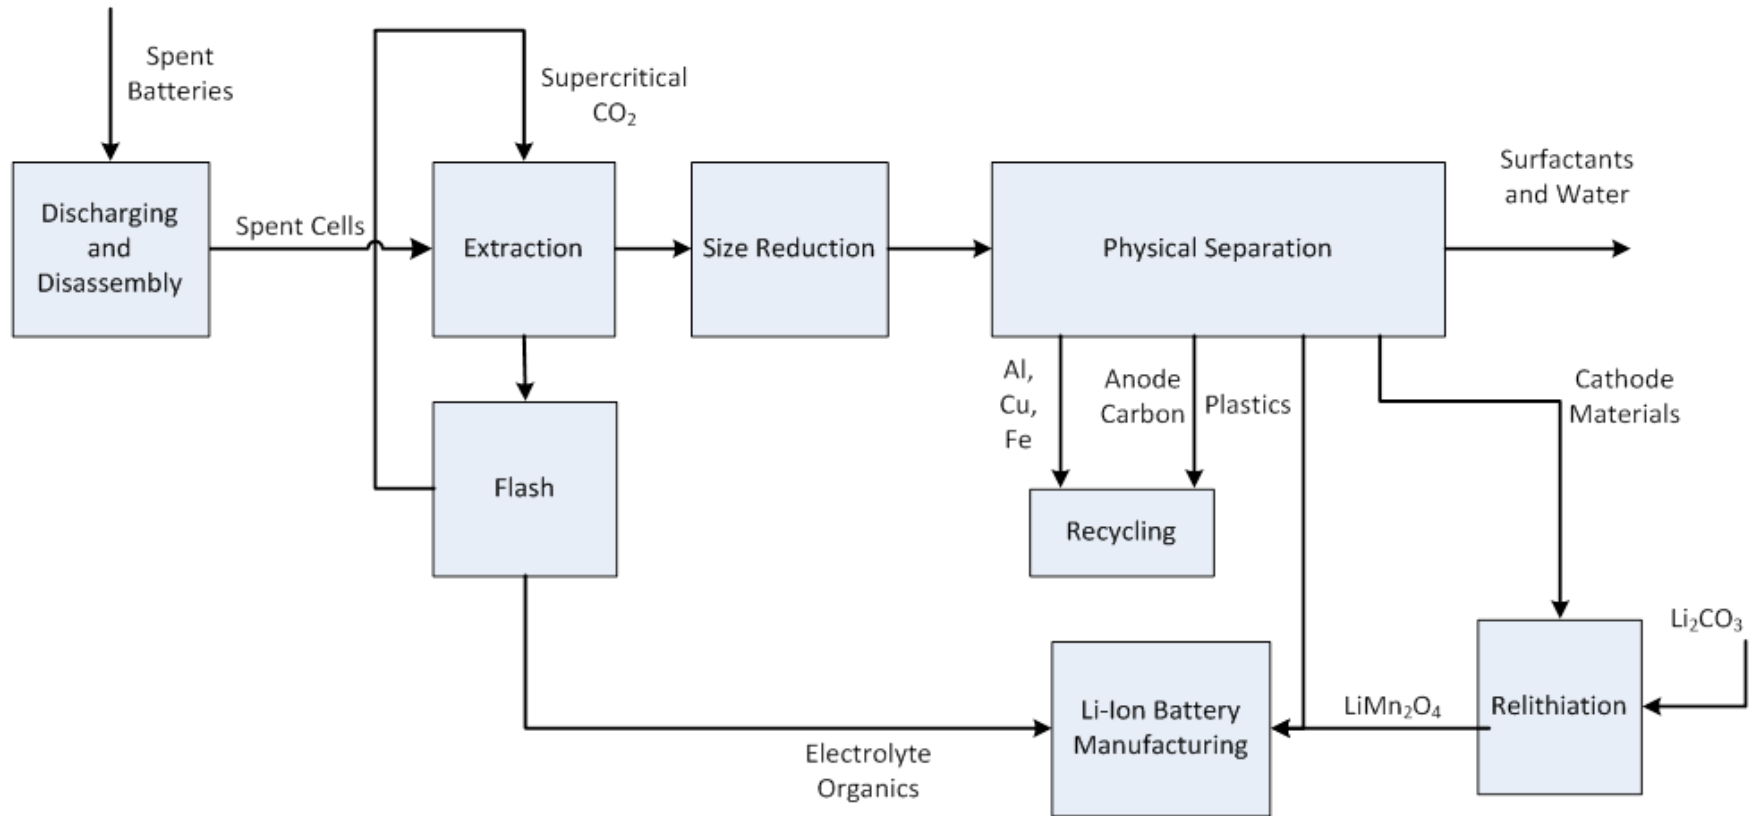 Spent
Batteries
Supercritical
CO₂
Surfactants
and Water
Discharging
and
Disassembly
Spent Cells
Extraction
Size Reduction
Physical Separation
Al,
Cu,
Fe
Anode
Carbon
Plastics
Cathode
Materials
Flash
Recycling
Li₂CO₃
Li-Ion Battery
Manufacturing
LiMn₂O₄
Relithiation
Electrolyte
Organics